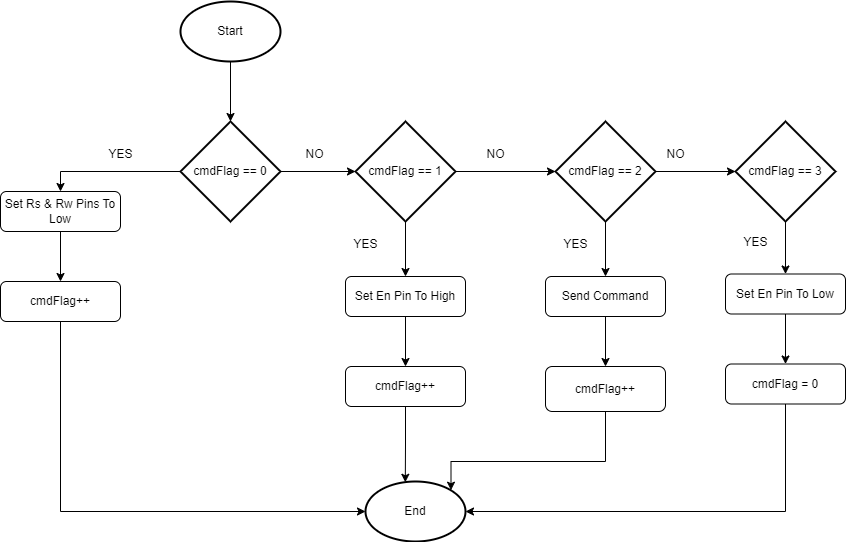 Start
YES
cmdFlag == 0
NO
cmdFlag == 1
NO
cmdFlag == 2
NO
cmdFlag == 3
Set Rs & Rw Pins To
Low
YES
YES
YES
cmdFlag++
Set En Pin To High
Send Command
Set En Pin To Low
cmdFlag++
cmdFlag++
cmdFlag = 0
End